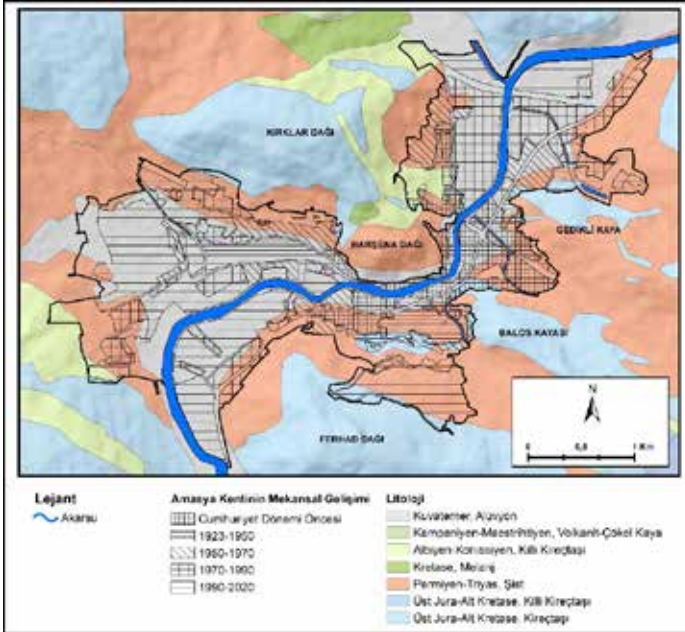 KIRKLAR DAĞI
HARŞENA DAĞI
GEDİKLİ KAYA
BALOS KAYASI
FERHAD DAĞI
N
0 0,5 1 Km
Lejant
Akarsu
Amasya Kentinin Mekansal Gelişimi
Cumhuriyet Dönemi Öncesi
1923-1950
1950-1970
1970-1990
1990-2020
Litoloji
Kuvaterner, Alüvyon
Kampaniyen-Maestrihtiyen, Volkanit-Çökel Kaya
Albiyen-Koniasiyen, Killi Kireçtaşı
Kretase, Melanj
Permiyen-Triyas, Şist
Üst Jura-Alt Kretase, Killi Kireçtaşı
Üst Jura-Alt Kretase, Kireçtaşı